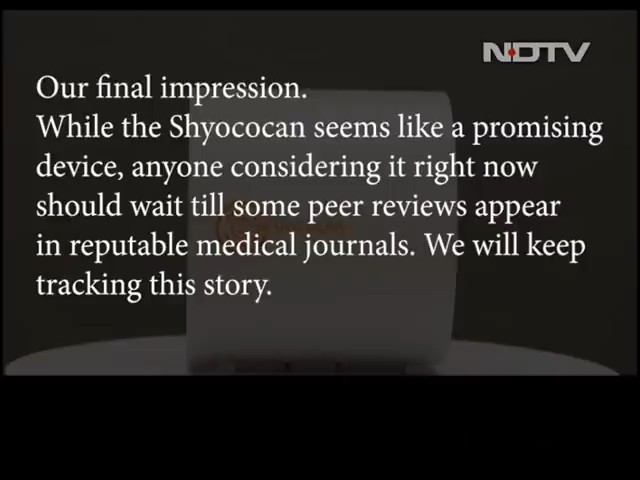 NDTV
Our final impression.
While the Shyococan seems like a promising
device, anyone considering it right now
should wait till some peer reviews appear
in reputable medical journals. We will keep
tracking this story.